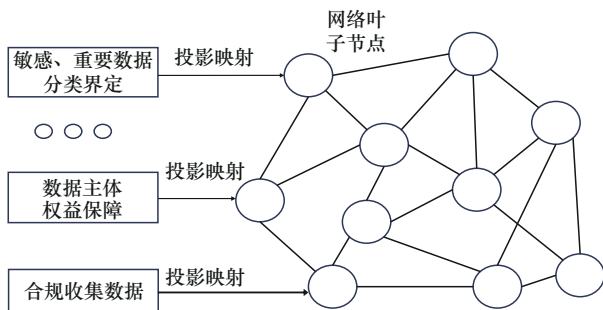 网络叶
子节点
敏感、重要数据
分类界定
投影映射
数据主体
权益保障
投影映射
合规收集数据
投影映射